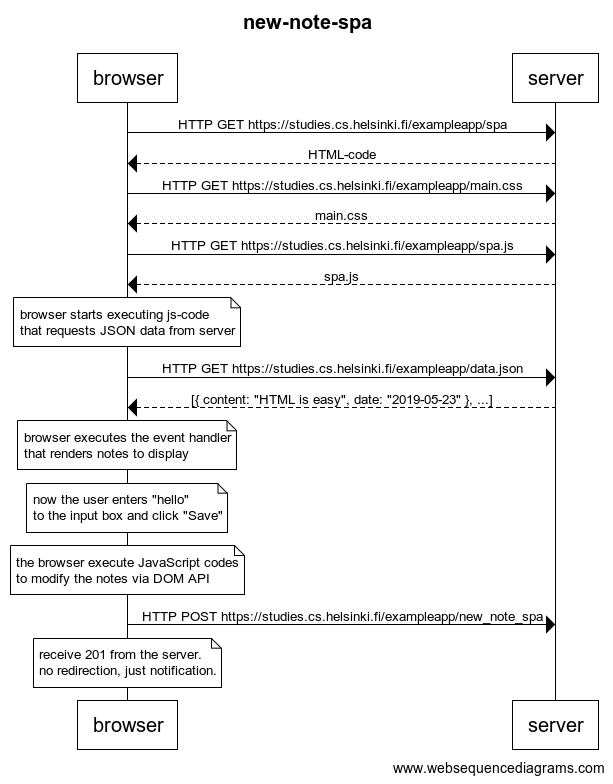 new-note-spa
browser
server
HTTP GET https://studies.cs.helsinki.fi/exampleapp/spa
HTML-code
HTTP GET https://studies.cs.helsinki.fi/exampleapp/main.css
main.css
HTTP GET https://studies.cs.helsinki.fi/exampleapp/spa.js
spa.js
browser starts executing js-code
that requests JSON data from server
HTTP GET https://studies.cs.helsinki.fi/exampleapp/data.json
[{ content: "HTML is easy", date: "2019-05-23" }, ...]
browser executes the event handler
that renders notes to display
now the user enters "hello"
to the input box and click "Save"
the browser execute JavaScript codes
to modify the notes via DOM API
HTTP POST https://studies.cs.helsinki.fi/exampleapp/new_note_spa
receive 201 from the server.
no redirection, just notification.
browser
server
www.websequencediagrams.com